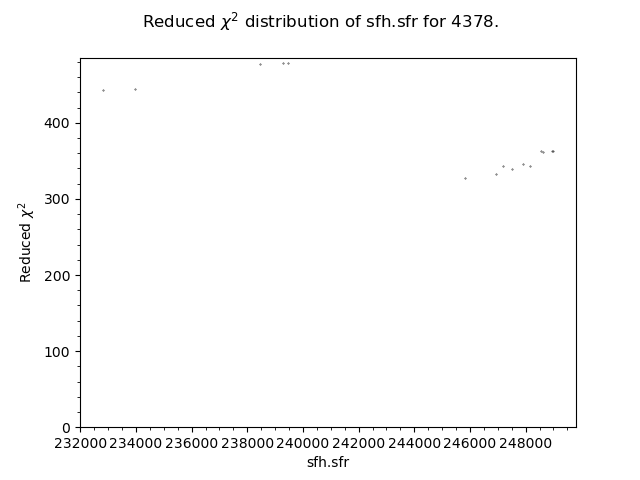 Reduced χ² distribution of sfh.sfr for 4378.
400
300
200
100
0
Reduced χ²
232000 234000 236000 238000 240000 242000 244000 246000 248000
sfh.sfr